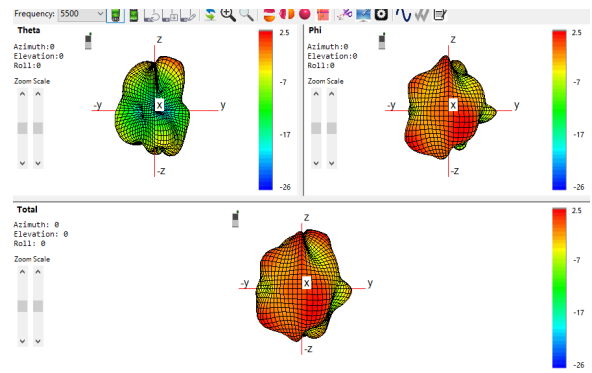 Frequency: 5500
Theta
Azimuth:0
Elevation:0
Roll:0
Zoom Scale
Z
-y
X
y
-Z
2.5
-7
-17
-26
Phi
Azimuth:0
Elevation:0
Roll:0
Zoom Scale
Z
-y
X
y
-Z
2.5
-7
-17
-26
Total
Azimuth: 0
Elevation: 0
Roll: 0
Zoom Scale
Z
-y
X
y
-Z
2.5
-7
-17
-26